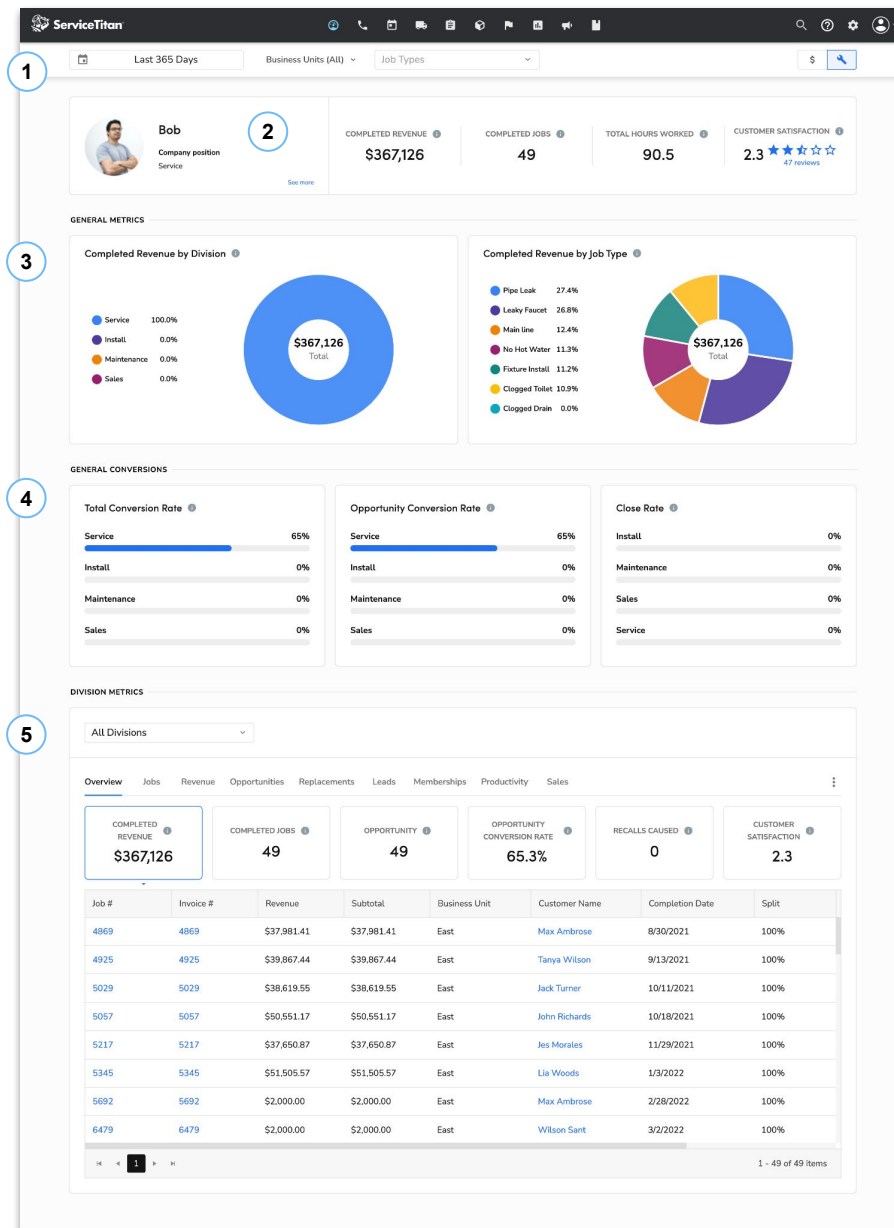 ServiceTitan
1
Last 365 Days
Business Units (All)
Job Types
$
Bob
Company position
Service
See more
2
COMPLETED REVENUE
$367,126
COMPLETED JOBS
49
TOTAL HOURS WORKED
90.5
CUSTOMER SATISFACTION
2.3
47 reviews
GENERAL METRICS
3
Completed Revenue by Division
Service 100.0%
Install 0.0%
Maintenance 0.0%
Sales 0.0%
$367,126
Total
Completed Revenue by Job Type
Pipe Leak 27.4%
Leaky Faucet 26.8%
Main line 12.4%
No Hot Water 11.3%
Fixture Install 11.2%
Clogged Toilet 10.9%
Clogged Drain 0.0%
$367,126
Total
GENERAL CONVERSIONS
4
Total Conversion Rate
Service 65%
Install 0%
Maintenance 0%
Sales 0%
Opportunity Conversion Rate
Service 65%
Install 0%
Maintenance 0%
Sales 0%
Close Rate
Install 0%
Maintenance 0%
Sales 0%
Service 0%
DIVISION METRICS
5
All Divisions
Overview Jobs Revenue Opportunities Replacements Leads Memberships Productivity Sales
COMPLETED
REVENUE
$367,126
COMPLETED JOBS
49
OPPORTUNITY
49
OPPORTUNITY
CONVERSION RATE
65.3%
RECALLS CAUSED
0
CUSTOMER
SATISFACTION
2.3
Job # Invoice # Revenue Subtotal Business Unit Customer Name Completion Date Split
4869 4869 $37,981.41 $37,981.41 East Max Ambrose 8/30/2021 100%
4925 4925 $39,867.44 $39,867.44 East Tanya Wilson 9/13/2021 100%
5029 5029 $38,619.55 $38,619.55 East Jack Turner 10/11/2021 100%
5057 5057 $50,551.17 $50,551.17 East John Richards 10/18/2021 100%
5217 5217 $37,650.87 $37,650.87 East Jes Morales 11/29/2021 100%
5345 5345 $51,505.57 $51,505.57 East Lia Woods 1/3/2022 100%
5692 5692 $2,000.00 $2,000.00 East Max Ambrose 2/28/2022 100%
6479 6479 $2,000.00 $2,000.00 East Wilson Sant 3/2/2022 100%
1
1 - 49 of 49 items